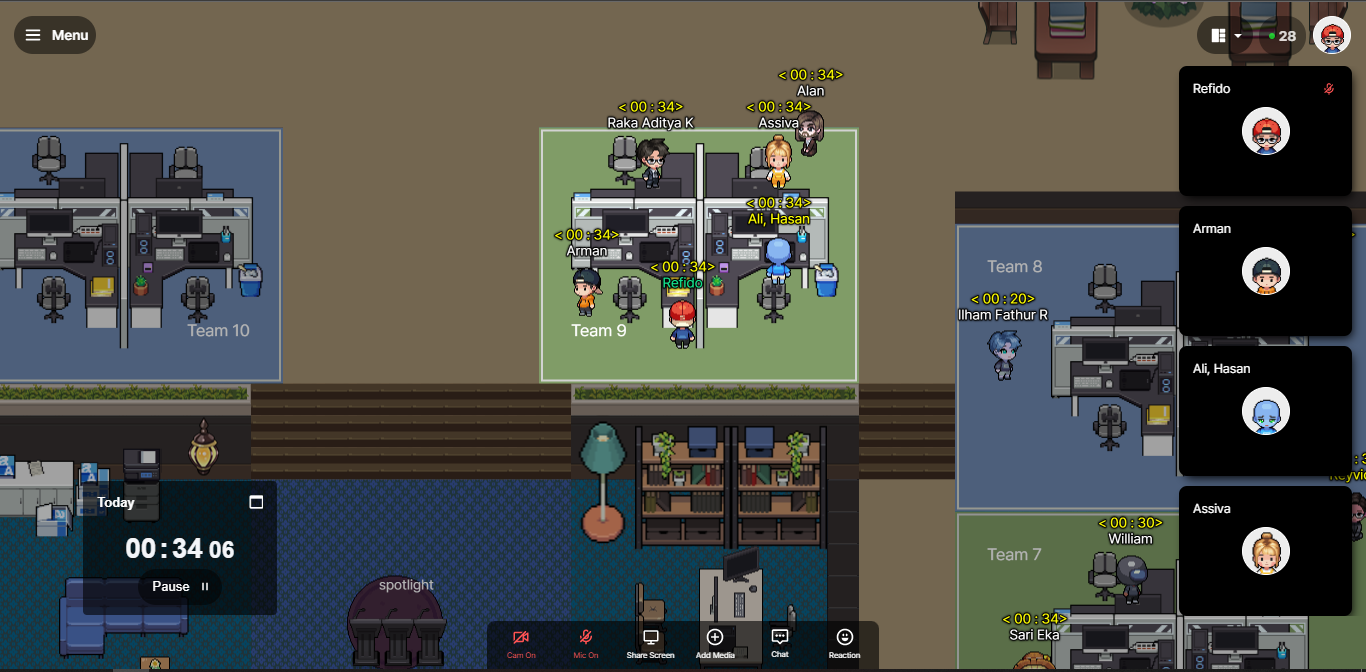 Menu
28
Refido
< 00 : 34>
Alan
< 00 : 34>
Raka Aditya K
< 00 : 34>
Assiva
< 00 : 34>
Ali, Hasan
< 00 : 34>
Arman
< 00 : 34>
Refido
Team 10
Team 9
Team 8
< 00 : 20>
Ilham Fathur R
Arman
Ali, Hasan
Assiva
Today
00:34 06
Pause
spotlight
< 00 : 30>
William
Team 7
< 00 : 34>
Sari Eka
Cam On
Mic On
Share Screen
Add Media
Chat
Reaction